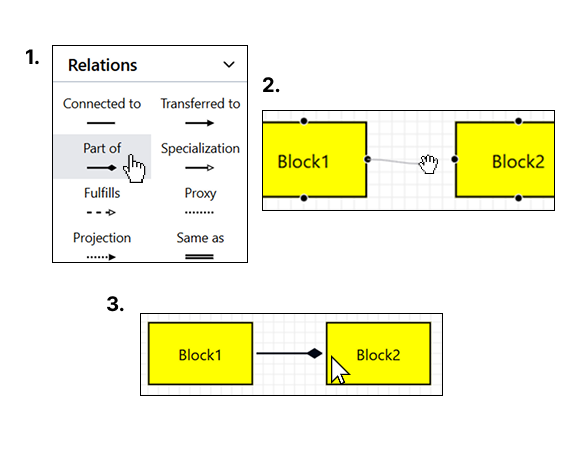 1.
Relations
Connected to
Transferred to
Part of
Specialization
Fulfills
Proxy
Projection
Same as
2.
Block1
Block2
3.
Block1
Block2